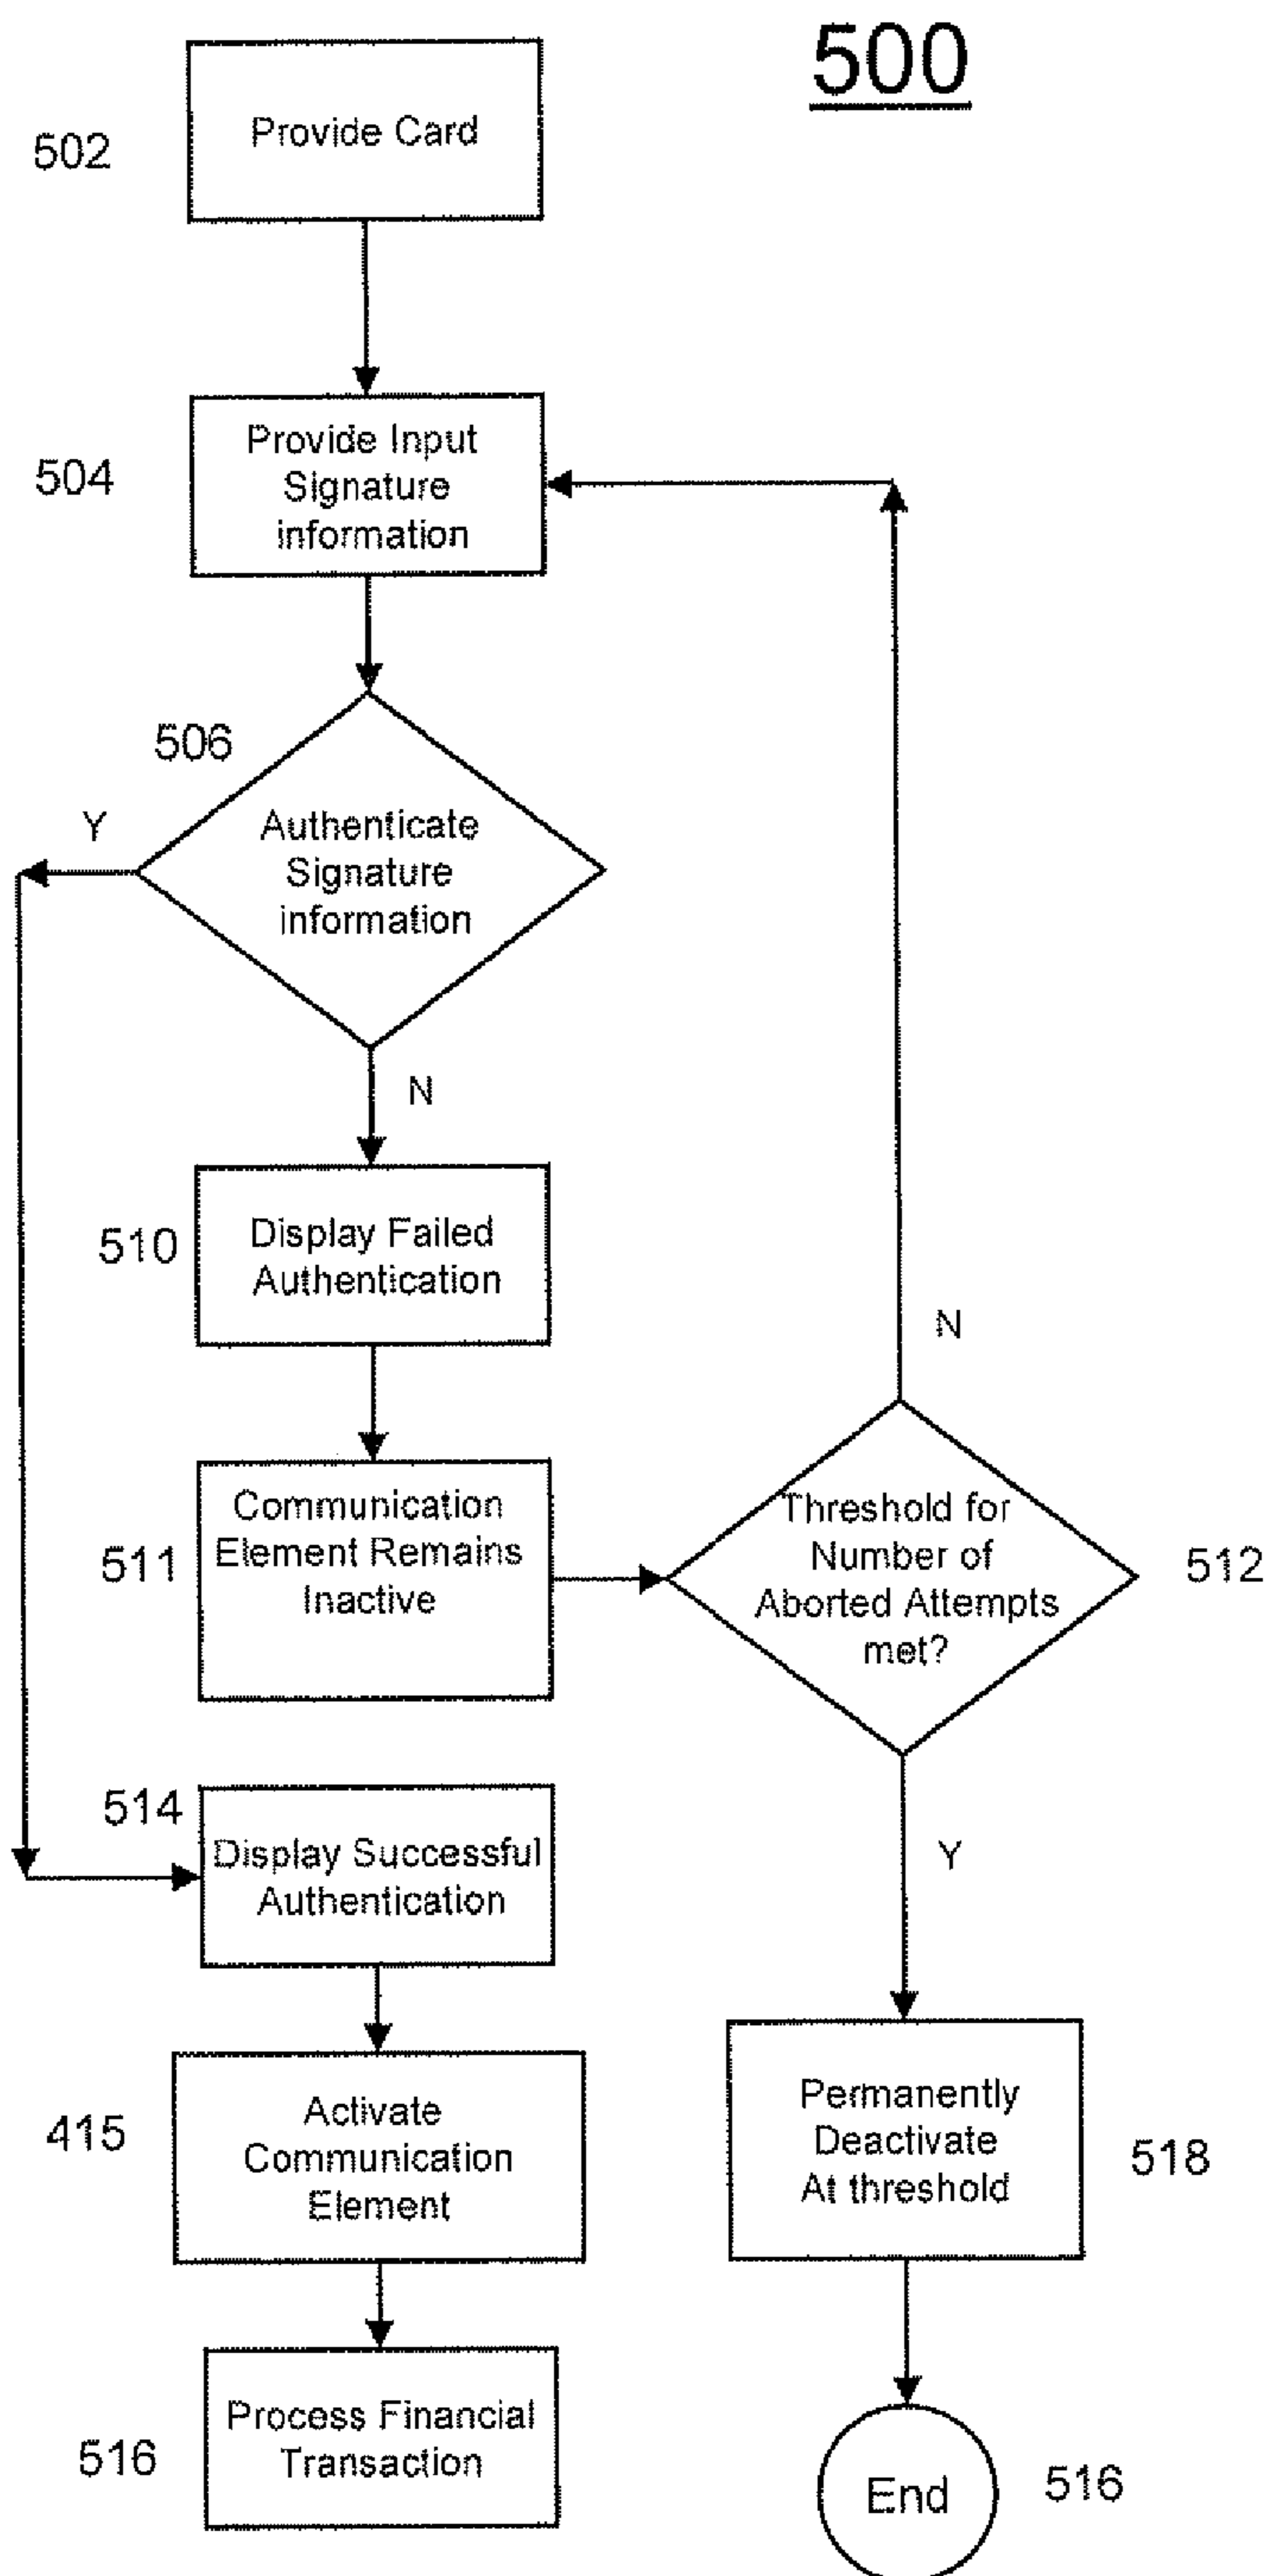 500
502
Provide Card
504
Provide Input
Signature
information
506
Y
Authenticate
Signature
information
N
510
Display Failed
Authentication
N
511
Communication
Element Remains
Inactive
Threshold for
Number of
Aborted Attempts
met?
512
514
Display Successful
Authentication
Y
415
Activate
Communication
Element
Permanently
Deactivate
At threshold
518
516
Process Financial
Transaction
End
516